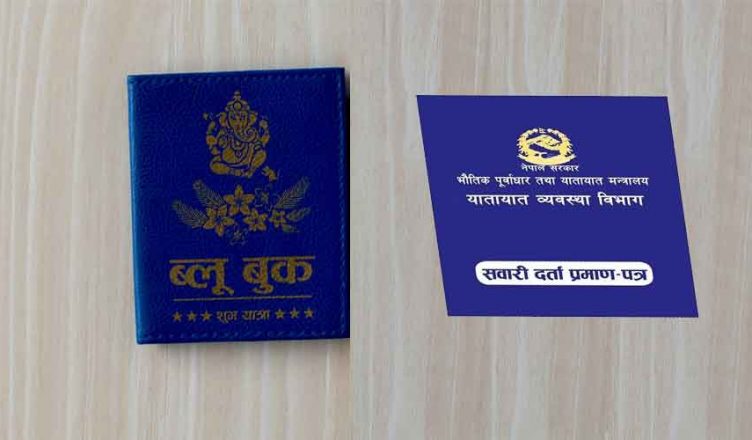 ब्लू बुक
शुभ यात्रा
नेपाल सरकार
भौतिक पूर्वाधार तथा यातायात मन्त्रालय
यातायात व्यवस्था विभाग
सवारी दर्ता प्रमाण-पत्र